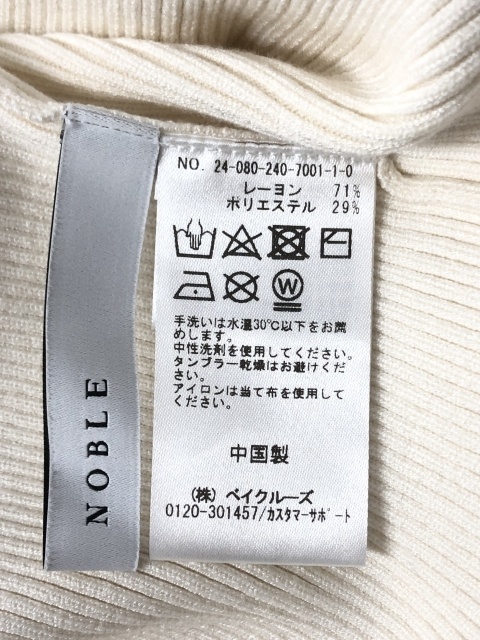 NOBLE
NO. 24-080-240-7001-1-0
レーヨン 71%
ポリエステル 29%
W
手洗いは水温30℃以下をお薦
めします。
中性洗剤を使用してください。
タンブラー乾燥はお避けくださ
い。
アイロンは当て布を使用して
ください。
中国製
(株) ベイクルーズ
0120-301457/カスタマーサポート